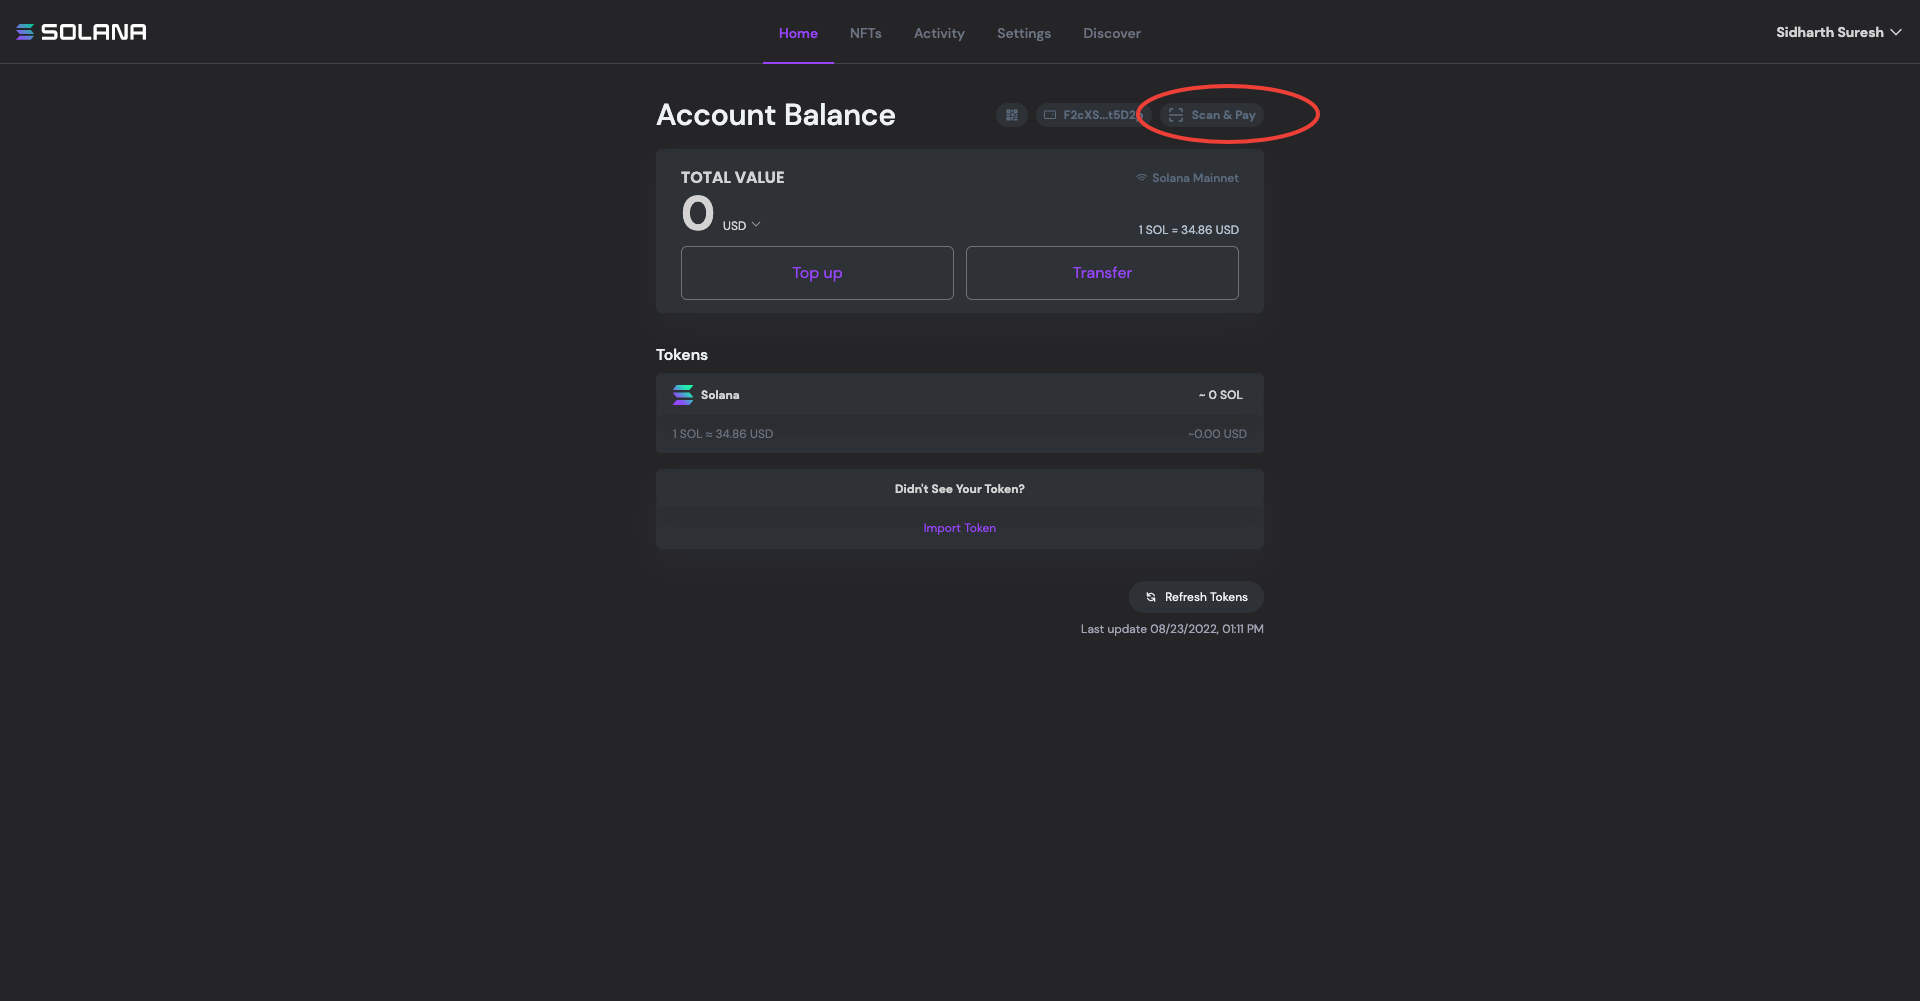 SOLANA
Home NFTs Activity Settings Discover
Sidharth Suresh
Account Balance
F2cXS...t5D2p Scan & Pay
TOTAL VALUE
Solana Mainnet
0 USD
1 SOL = 34.86 USD
Top up Transfer
Tokens
Solana ~ 0 SOL
1 SOL ≈ 34.86 USD ~0.00 USD
Didn't See Your Token?
Import Token
Refresh Tokens
Last update 08/23/2022, 01:11 PM